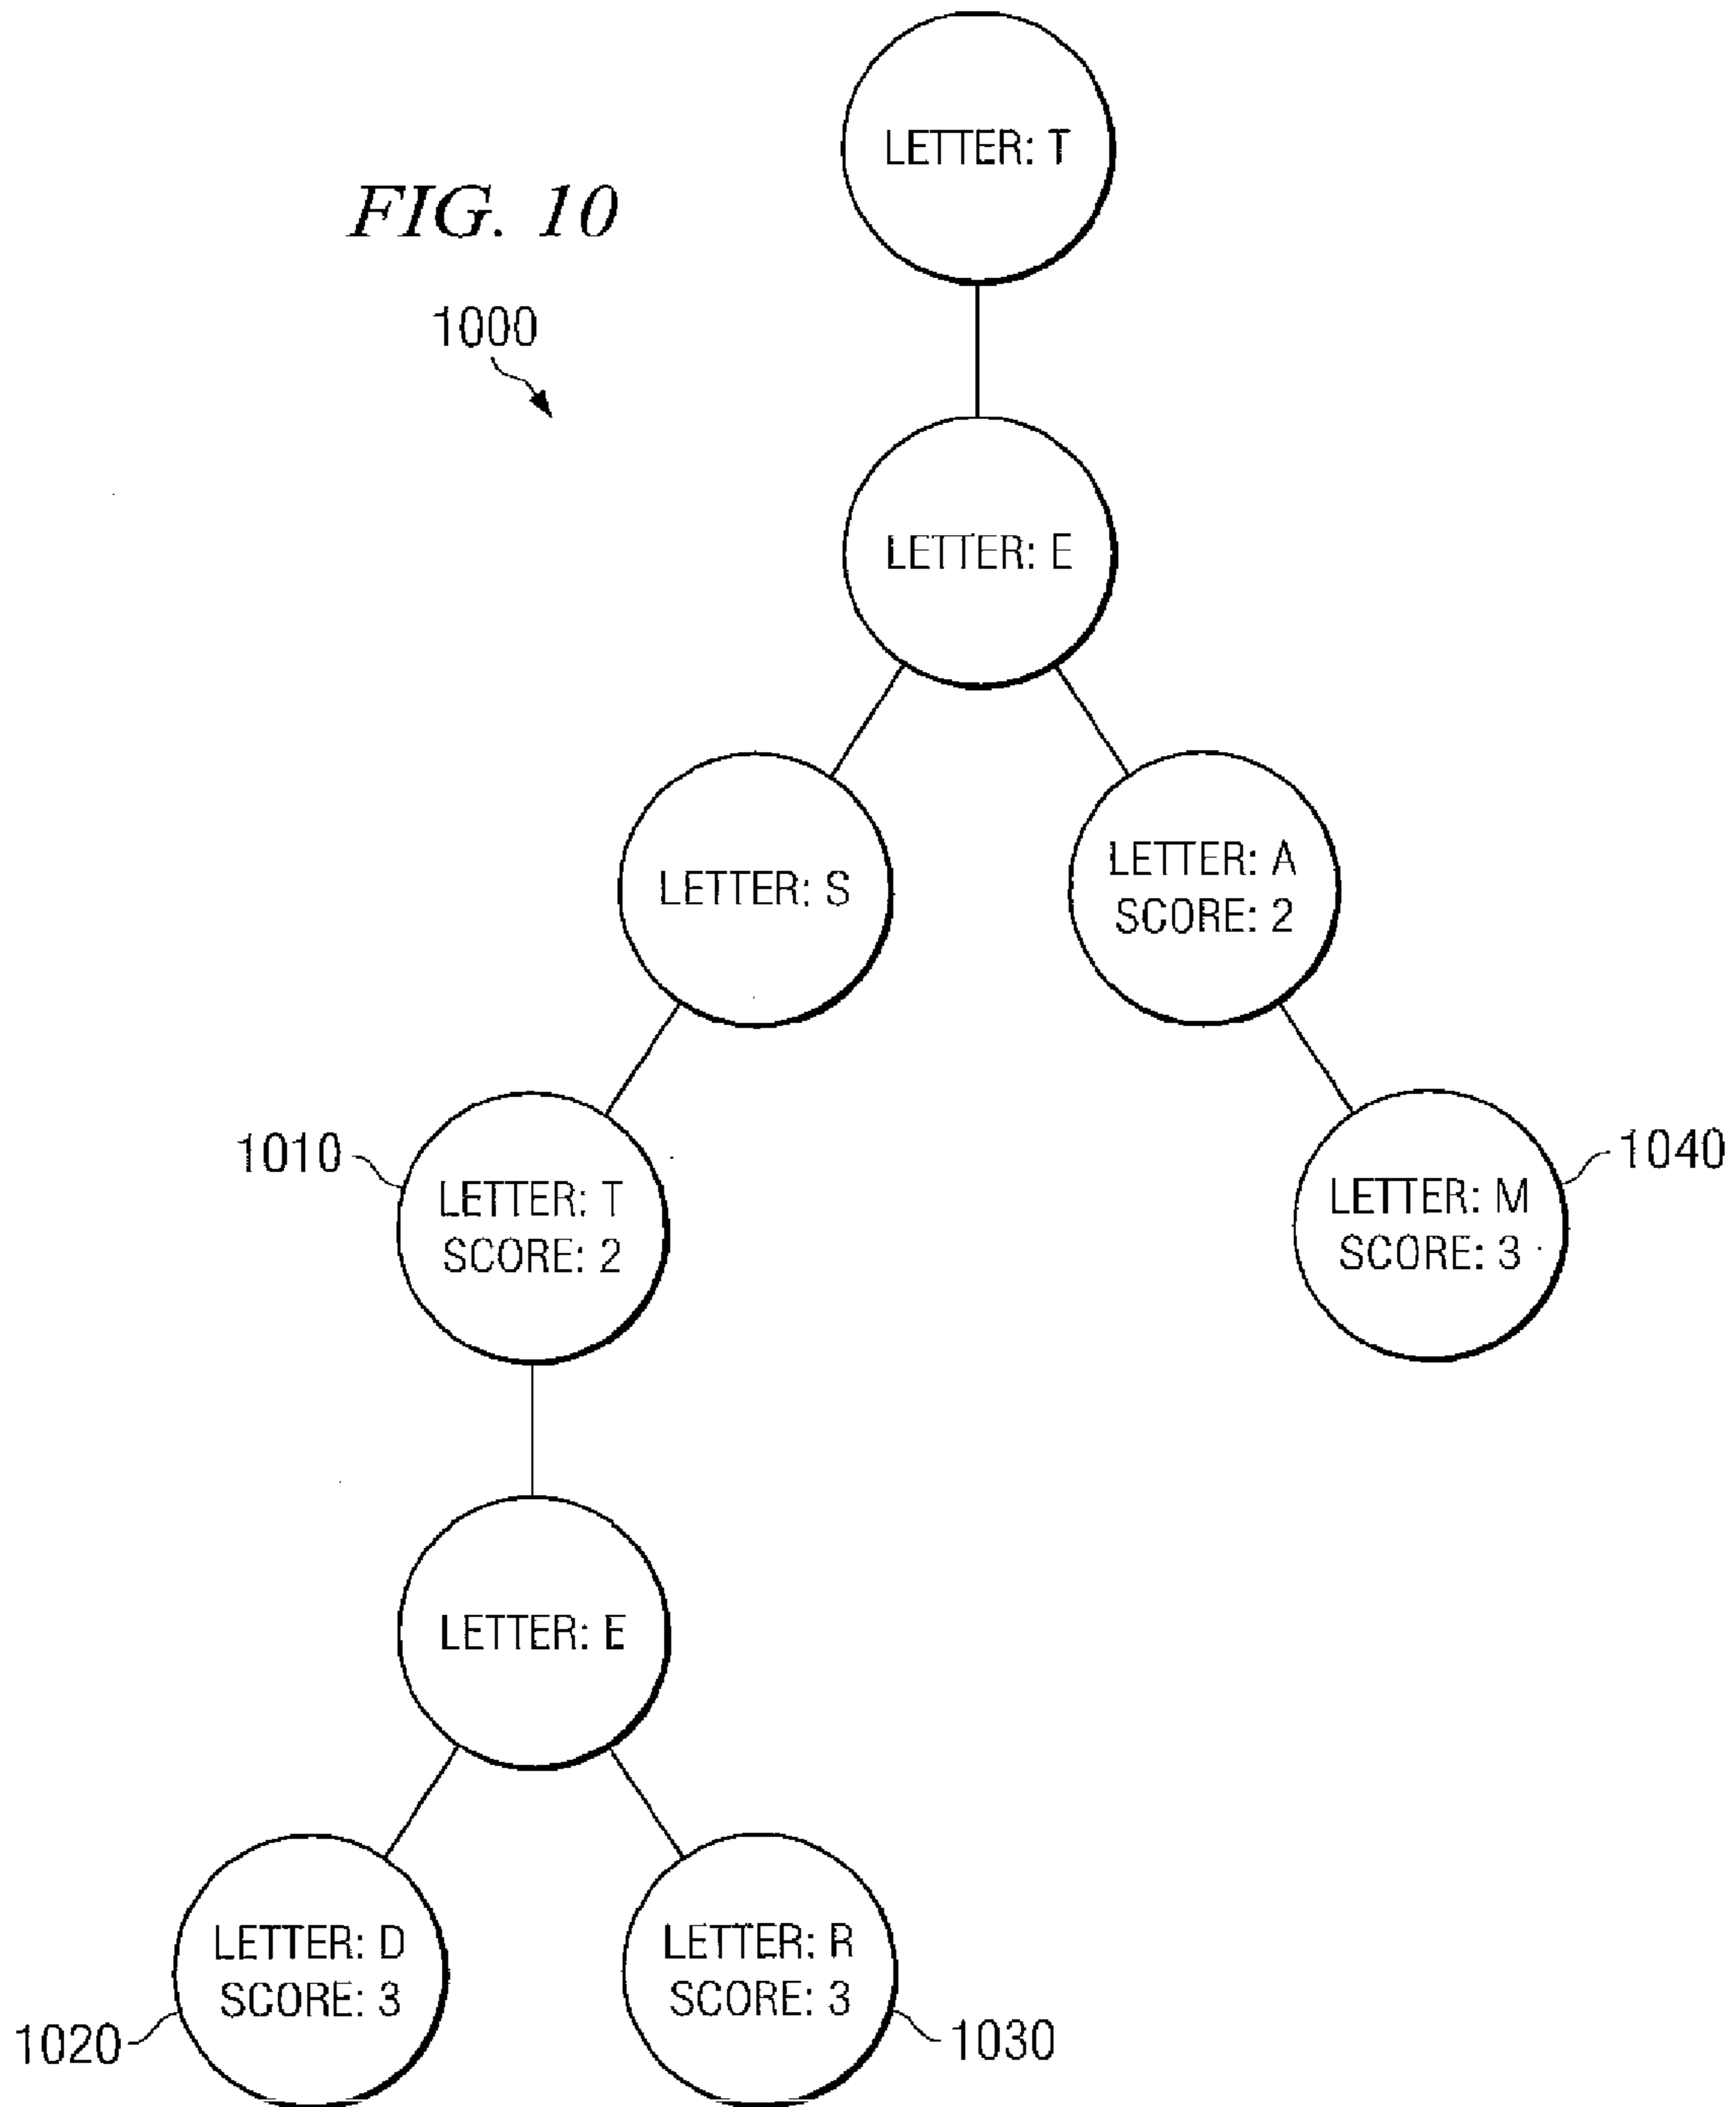 LETTER: T
FIG. 10
1000
LETTER: E
LETTER: S
LETTER: A
SCORE: 2
1010
LETTER: T
SCORE: 2
1040
LETTER: M
SCORE: 3
LETTER: E
LETTER: D
SCORE: 3
1020
LETTER: R
SCORE: 3
1030